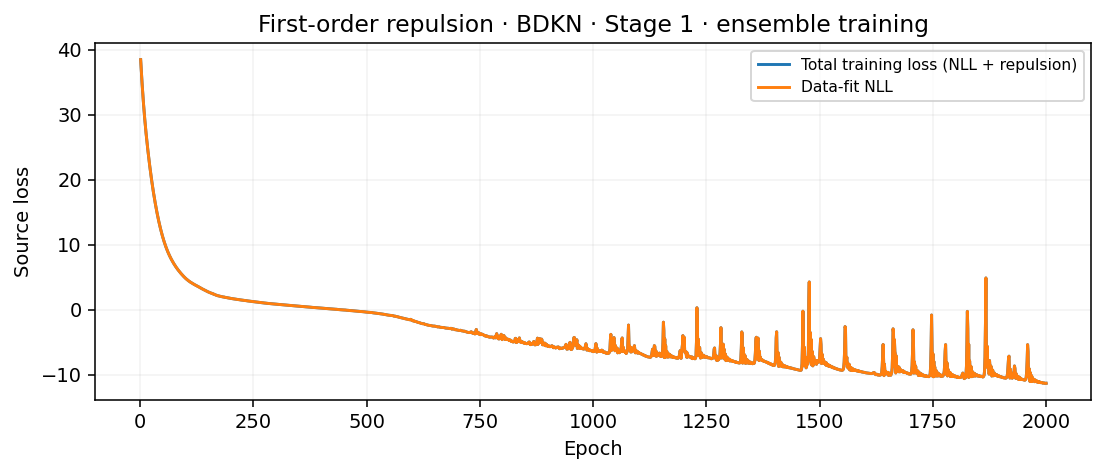 First-order repulsion · BDKN · Stage 1 · ensemble training
Total training loss (NLL + repulsion)
Data-fit NLL
Source loss
40
30
20
10
0
−10
0 250 500 750 1000 1250 1500 1750 2000
Epoch